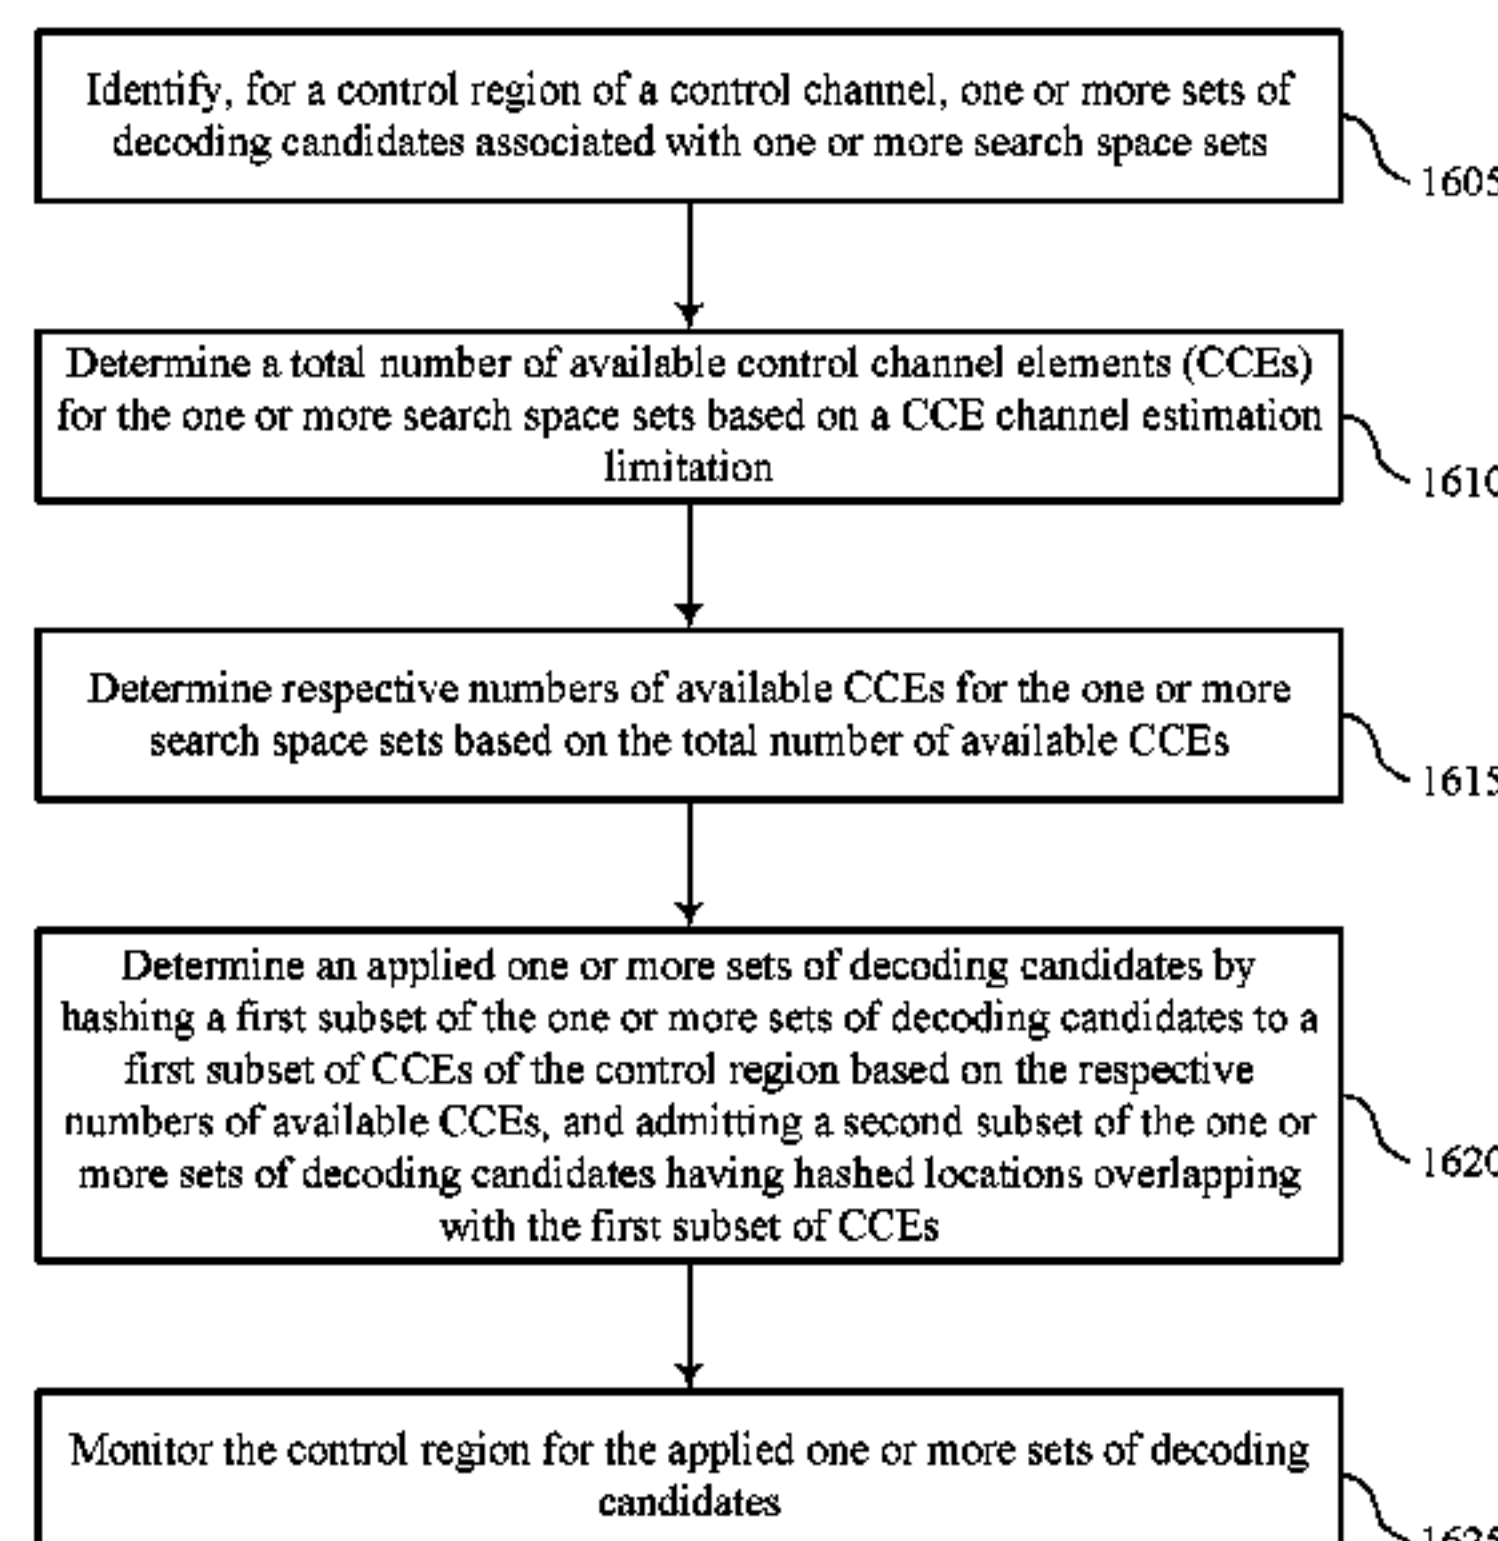 Identify, for a control region of a control channel, one or more sets of
decoding candidates associated with one or more search space sets
1605
Determine a total number of available control channel elements (CCEs)
for the one or more search space sets based on a CCE channel estimation
limitation
1610
Determine respective numbers of available CCEs for the one or more
search space sets based on the total number of available CCEs
1615
Determine an applied one or more sets of decoding candidates by
hashing a first subset of the one or more sets of decoding candidates to a
first subset of CCEs of the control region based on the respective
numbers of available CCEs, and admitting a second subset of the one or
more sets of decoding candidates having hashed locations overlapping
with the first subset of CCEs
1620
Monitor the control region for the applied one or more sets of decoding
candidates